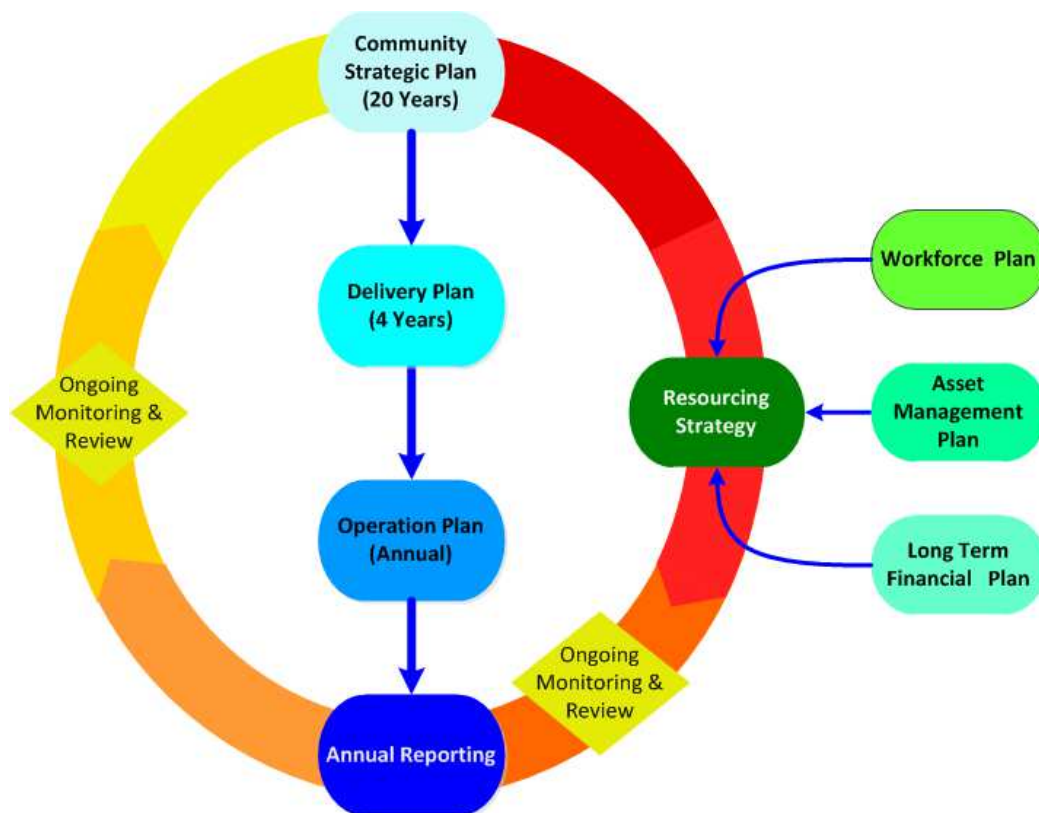 Community
Strategic Plan
(20 Years)
Delivery Plan
(4 Years)
Operation Plan
(Annual)
Annual Reporting
Ongoing
Monitoring &
Review
Ongoing
Monitoring &
Review
Resourcing
Strategy
Workforce Plan
Asset
Management
Plan
Long Term
Financial Plan